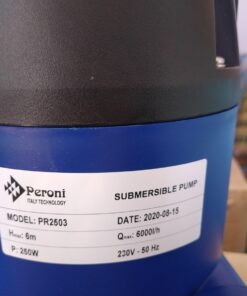 Peroni
ITALY TECHNOLOGY
SUBMERSIBLE PUMP
MODEL: PR2503
DATE: 2020-08-15
Hmax: 6m
Qmax: 6000l/h
P: 250W
230V - 50 Hz